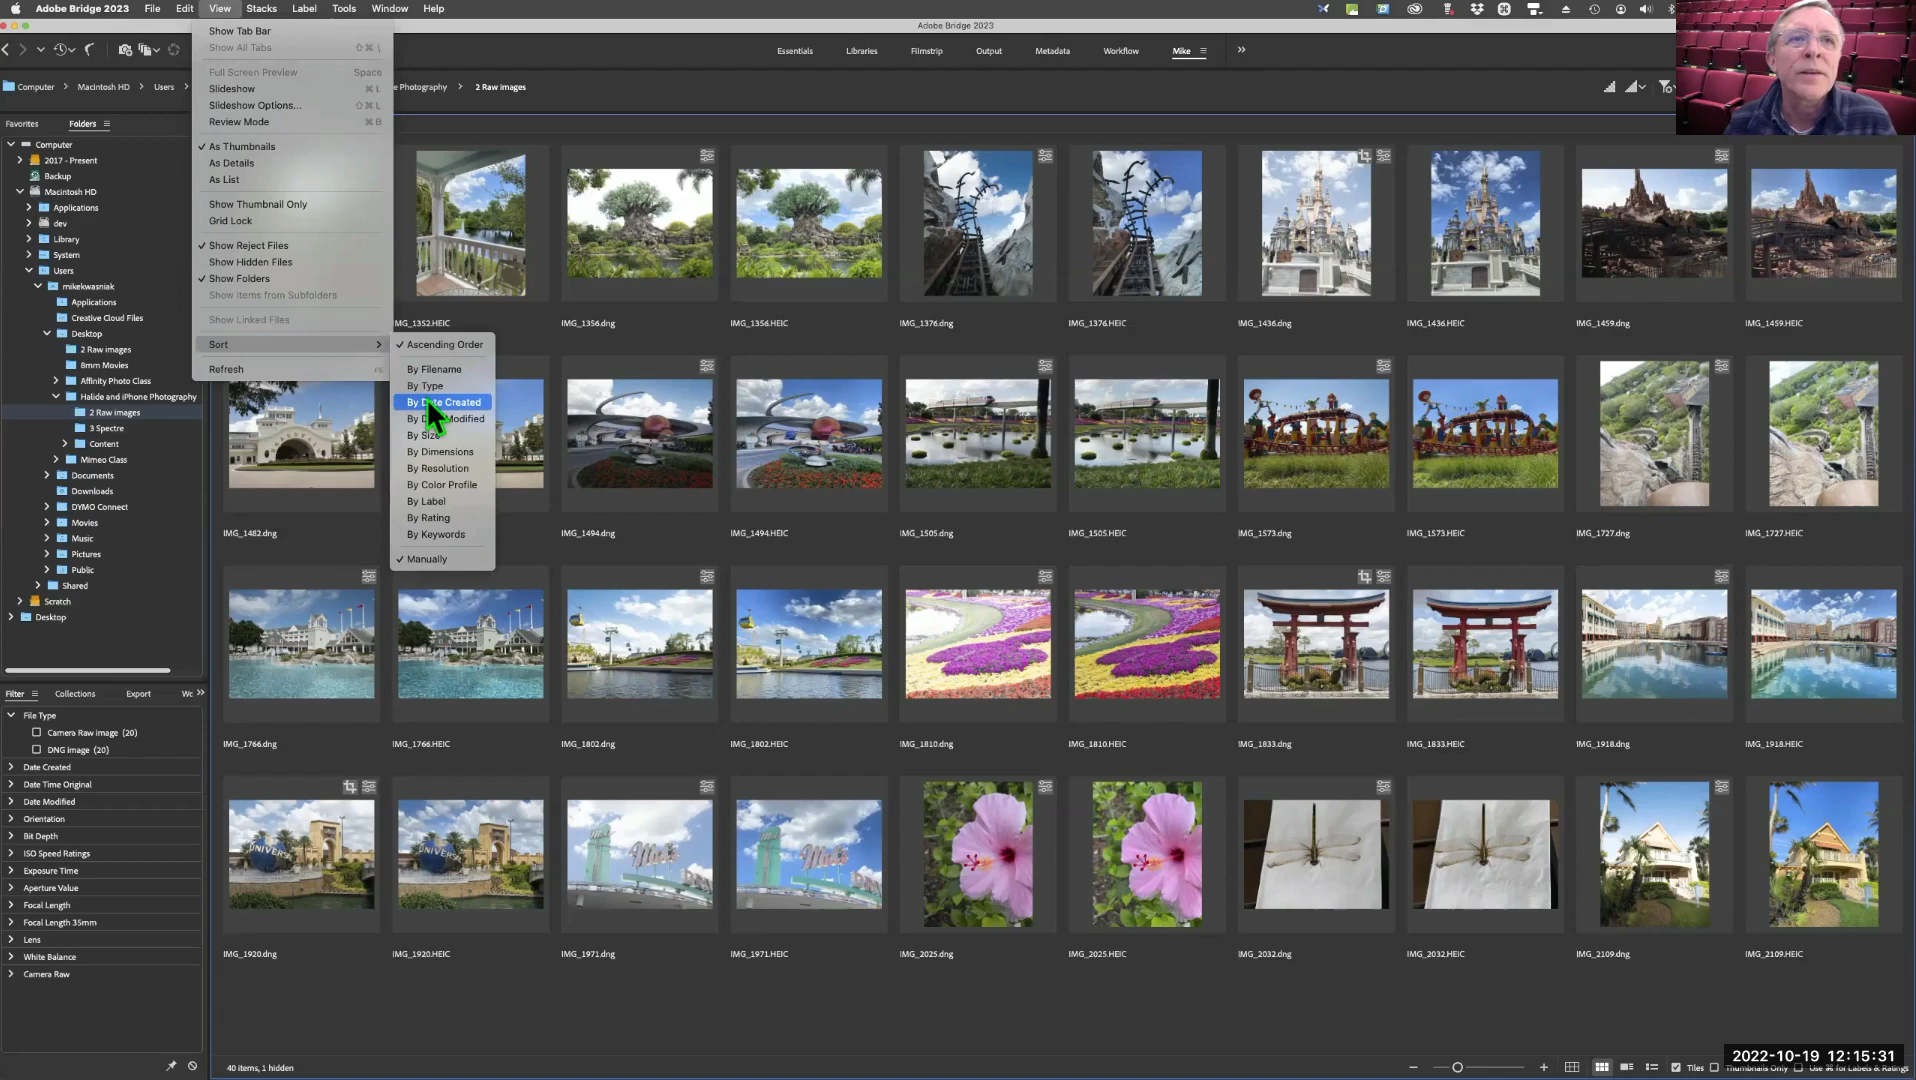 Adobe Bridge 2023 File Edit View Stacks Label Tools Window Help
Adobe Bridge 2023
Essentials Libraries Filmstrip Output Metadata Workflow Mike
Computer Macintosh HD Users
Photography 2 Raw images
Favorites Folders
Computer
2017 - Present
Backup
Macintosh HD
Applications
dev
Library
System
Users
mikekwasniak
Applications
Creative Cloud Files
Desktop
2 Raw images
8mm Movies
Affinity Photo Class
Halide and iPhone Photography
2 Raw images
3 Spectre
Content
Mimeo Class
Documents
Downloads
DYMO Connect
Movies
Music
Pictures
Public
Shared
Scratch
Desktop
Show Tab Bar
Show All Tabs ⇧⌘\
Full Screen Preview Space
Slideshow ⌘L
Slideshow Options... ⇧⌘L
Review Mode ⌘B
✓ As Thumbnails
As Details
As List
Show Thumbnail Only
Grid Lock
✓ Show Reject Files
Show Hidden Files
✓ Show Folders
Show Items from Subfolders
Show Linked Files
Sort
Refresh F5
✓ Ascending Order
By Filename
By Type
By Date Created
By Modified
By Size
By Dimensions
By Resolution
By Color Profile
By Label
By Rating
By Keywords
✓ Manually
IMG_1352.HEIC IMG_1356.dng IMG_1356.HEIC IMG_1376.dng IMG_1376.HEIC IMG_1436.dng IMG_1436.HEIC IMG_1459.dng IMG_1459.HEIC
IMG_1482.dng IMG_1494.dng IMG_1494.HEIC IMG_1505.dng IMG_1505.HEIC IMG_1573.dng IMG_1573.HEIC IMG_1727.dng IMG_1727.HEIC
IMG_1766.dng IMG_1766.HEIC IMG_1802.dng IMG_1802.HEIC IMG_1810.dng IMG_1810.HEIC IMG_1833.dng IMG_1833.HEIC IMG_1918.dng IMG_1918.HEIC
IMG_1920.dng IMG_1920.HEIC IMG_1971.dng IMG_1971.HEIC IMG_2025.dng IMG_2025.HEIC IMG_2032.dng IMG_2032.HEIC IMG_2109.dng IMG_2109.HEIC
Filter Collections Export
File Type
Camera Raw image (20)
DNG image (20)
Date Created
Date Time Original
Date Modified
Orientation
Bit Depth
ISO Speed Ratings
Exposure Time
Aperture Value
Focal Length
Focal Length 35mm
Lens
White Balance
Camera Raw
40 items, 1 hidden
2022-10-19 12:15:31
Tiles Thumbnails Only Use ⌘ for Labels & Ratings